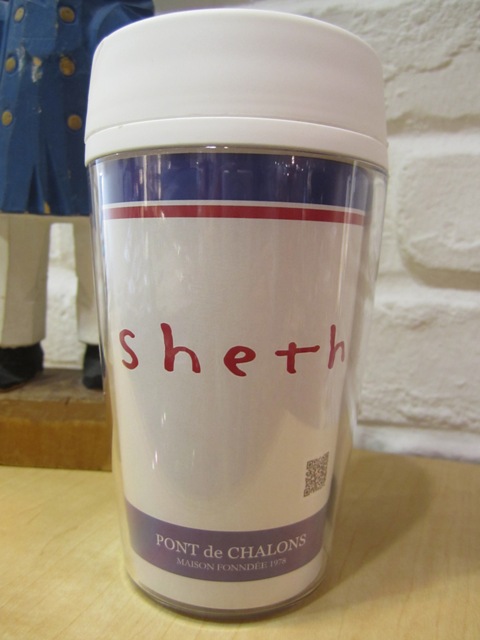 sheth
PONT de CHALONS
MAISON FONNDÉE 1978